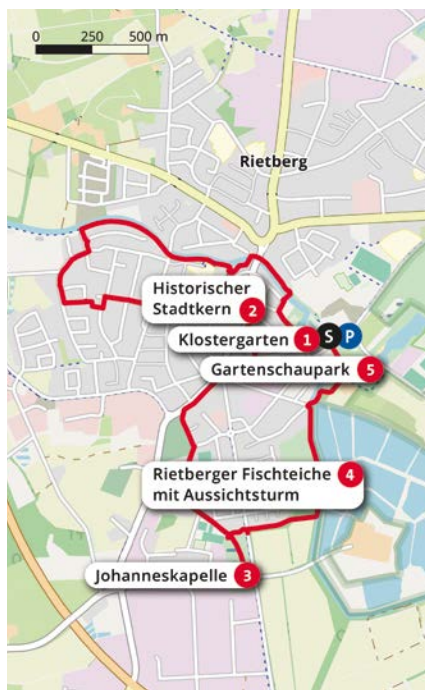 0 250 500 m
Rietberg
Historischer
Stadtkern 2
Klostergarten 1 S P
Gartenschaupark 5
Rietberger Fischteiche 4
mit Aussichtsturm
Johanneskapelle 3